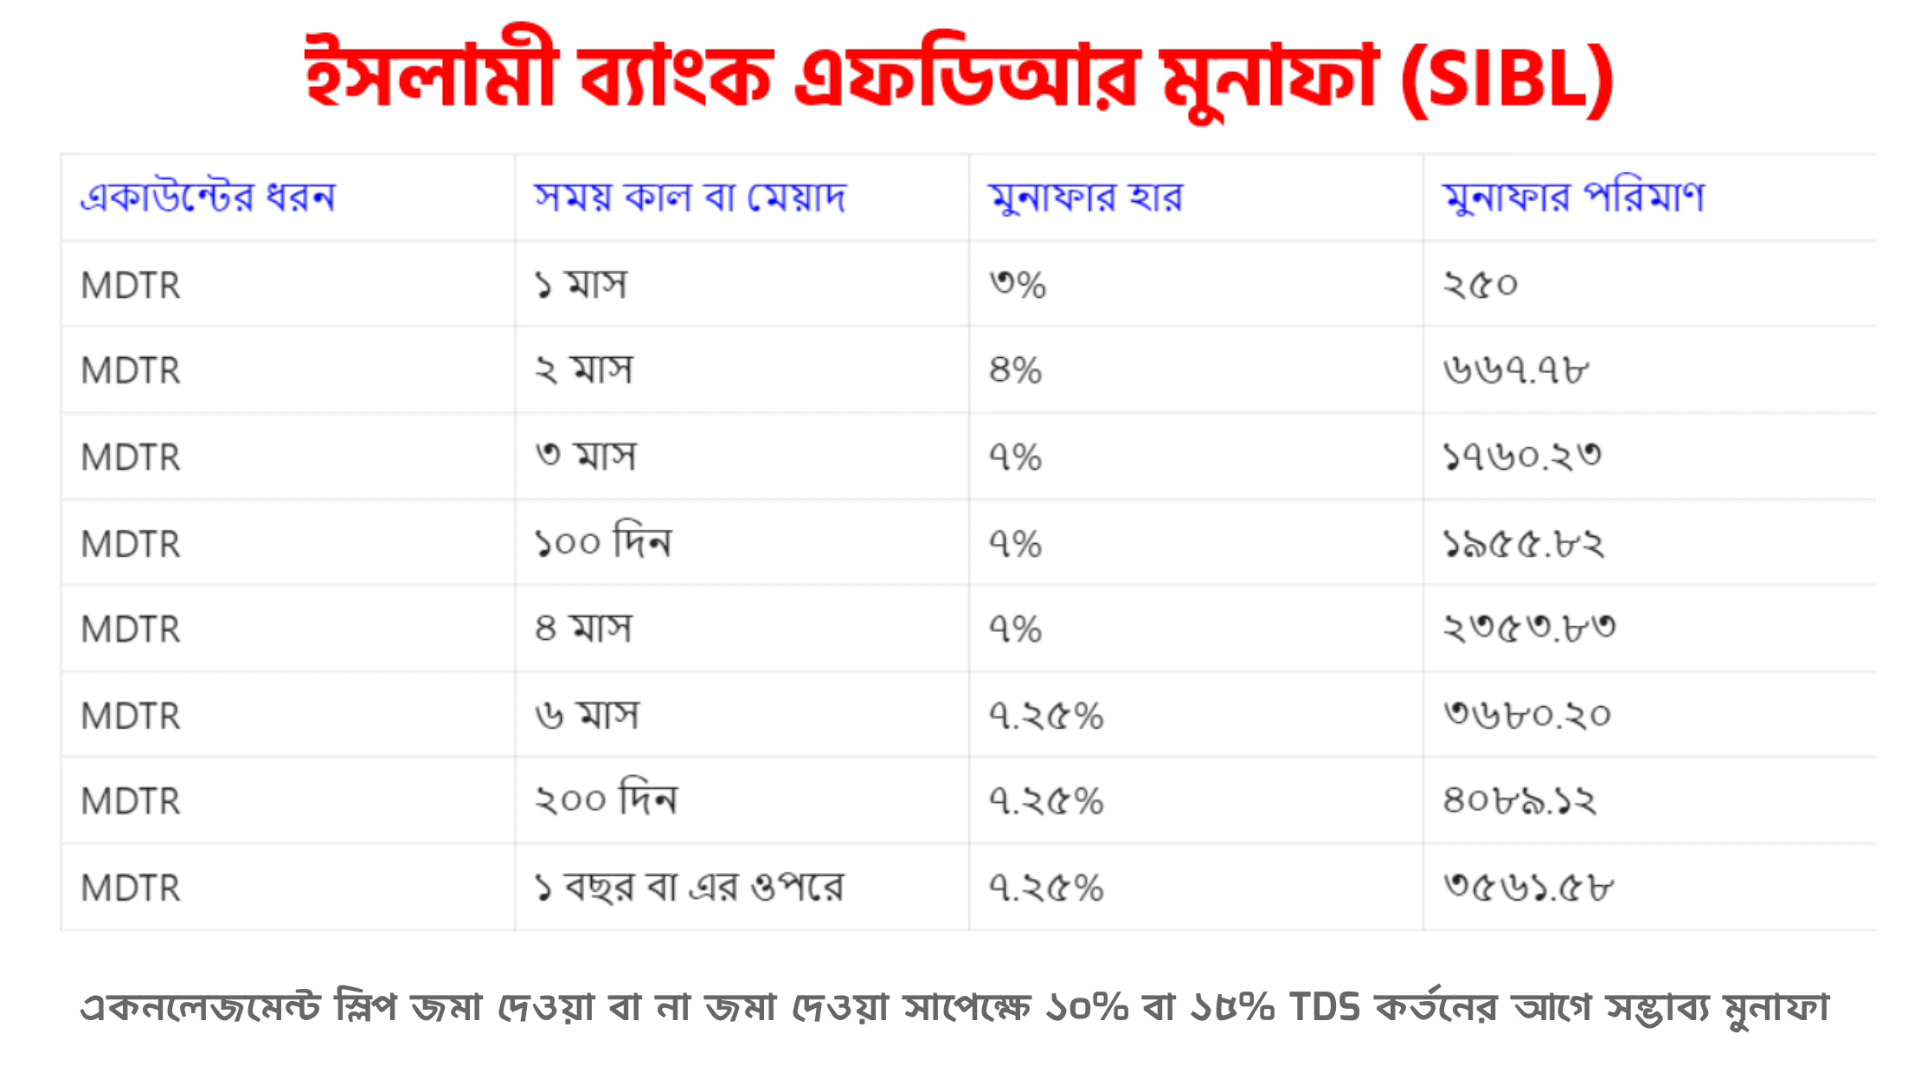 ইসলামী ব্যাংক এফডিআর মুনাফা (SIBL)
একাউন্টের ধরন সময় কাল বা মেয়াদ মুনাফার হার মুনাফার পরিমাণ
MDTR ১ মাস ৩% ২৫০
MDTR ২ মাস ৪% ৬৬৭.৭৮
MDTR ৩ মাস ৭% ১৭৬০.২৩
MDTR ১০০ দিন ৭% ১৯৫৫.৮২
MDTR ৪ মাস ৭% ২৩৫৩.৮৩
MDTR ৬ মাস ৭.২৫% ৩৬৮০.২০
MDTR ২০০ দিন ৭.২৫% ৪০৮৯.১২
MDTR ১ বছর বা এর ওপরে ৭.২৫% ৩৫৬১.৫৮
একনলেজমেন্ট স্লিপ জমা দেওয়া বা না জমা দেওয়া সাপেক্ষে ১০% বা ১৫% TDS কর্তনের আগে সম্ভাব্য মুনাফা